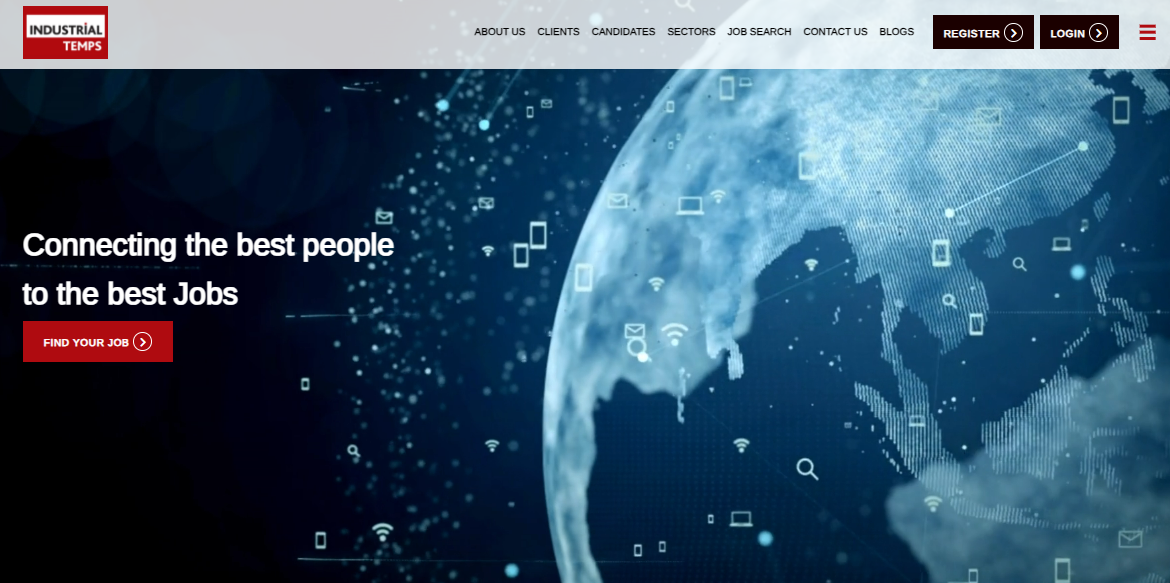 INDUSTRiAL
TEMPS
ABOUT US CLIENTS CANDIDATES SECTORS JOB SEARCH CONTACT US BLOGS REGISTER LOGIN
Connecting the best people
to the best Jobs
FIND YOUR JOB